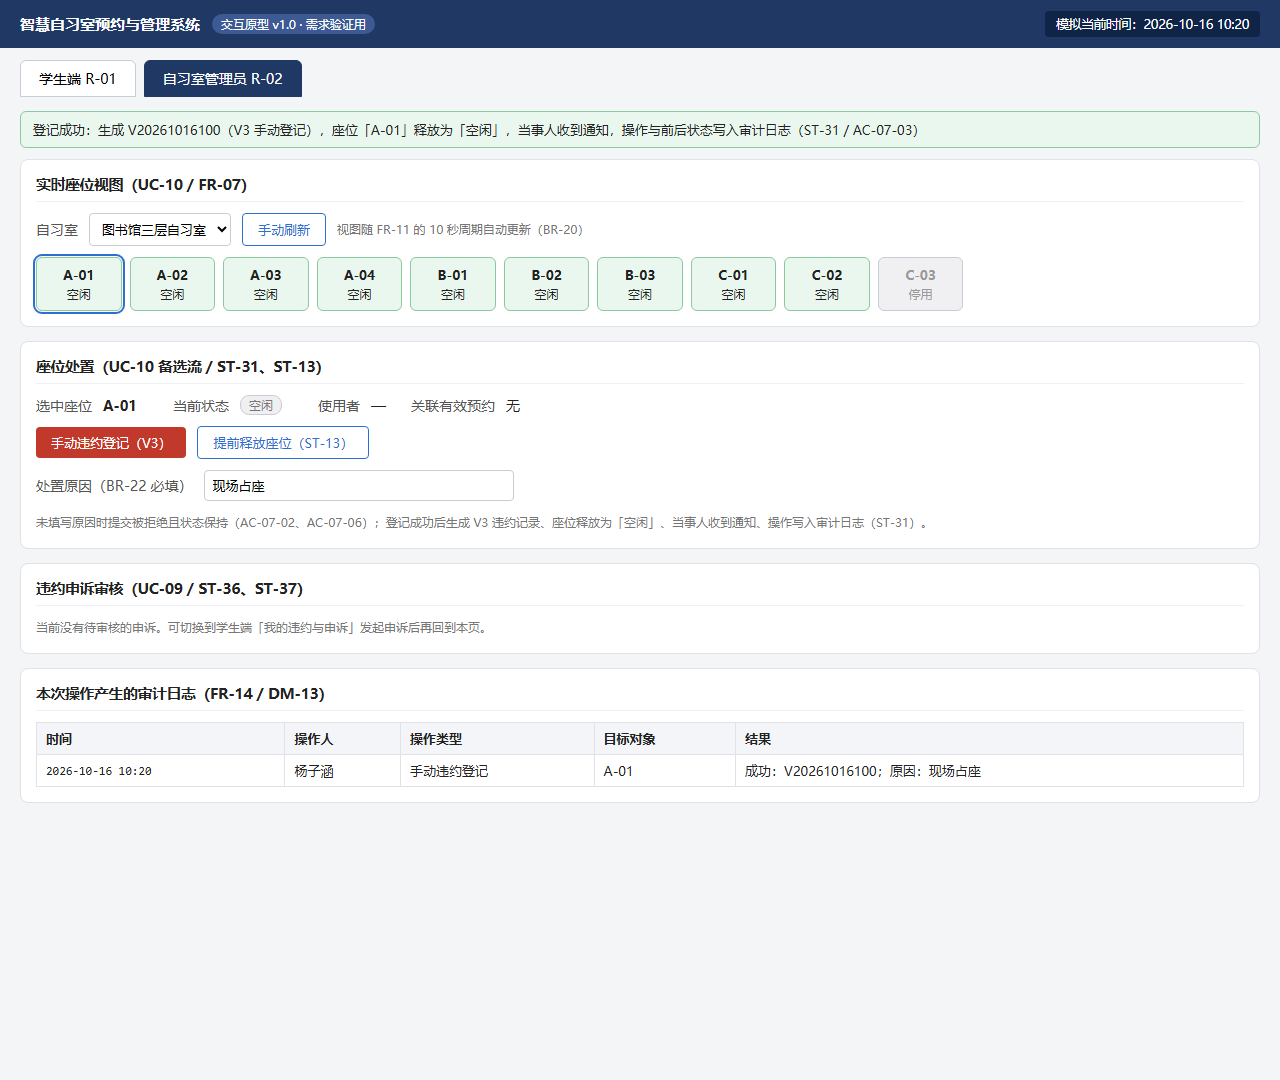 智慧自习室预约与管理系统 交互原型 v1.0 · 需求验证用 模拟当前时间：2026-10-16 10:20
学生端 R-01 自习室管理员 R-02
登记成功：生成 V20261016100（V3 手动登记），座位「A-01」释放为「空闲」，当事人收到通知，操作与前后状态写入审计日志（ST-31 / AC-07-03）
实时座位视图（UC-10 / FR-07）
自习室 图书馆三层自习室 手动刷新 视图随 FR-11 的 10 秒周期自动更新（BR-20）
A-01 A-02 A-03 A-04 B-01 B-02 B-03 C-01 C-02 C-03
空闲 空闲 空闲 空闲 空闲 空闲 空闲 空闲 空闲 停用
座位处置（UC-10 备选流 / ST-31、ST-13）
选中座位 A-01 当前状态 空闲 使用者 — 关联有效预约 无
手动违约登记（V3） 提前释放座位（ST-13）
处置原因（BR-22 必填） 现场占座
未填写原因时提交被拒绝且状态保持（AC-07-02、AC-07-06）；登记成功后生成 V3 违约记录、座位释放为「空闲」、当事人收到通知、操作写入审计日志（ST-31）。
违约申诉审核（UC-09 / ST-36、ST-37）
当前没有待审核的申诉。可切换到学生端「我的违约与申诉」发起申诉后再回到本页。
本次操作产生的审计日志（FR-14 / DM-13）
时间 操作人 操作类型 目标对象 结果
2026-10-16 10:20 杨子涵 手动违约登记 A-01 成功：V20261016100；原因：现场占座